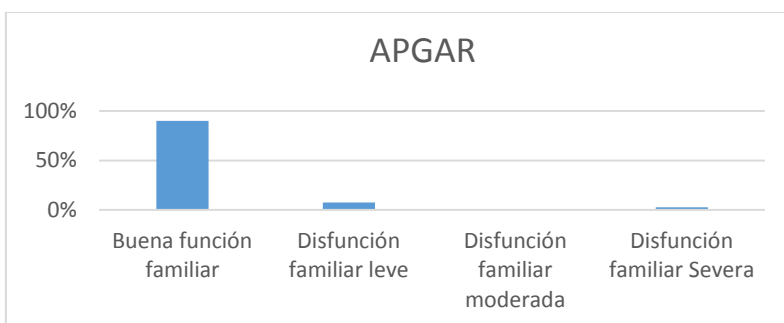 APGAR
100%
50%
0%
Buena función
familiar
Disfunción
familiar leve
Disfunción
familiar
moderada
Disfunción
familiar Severa